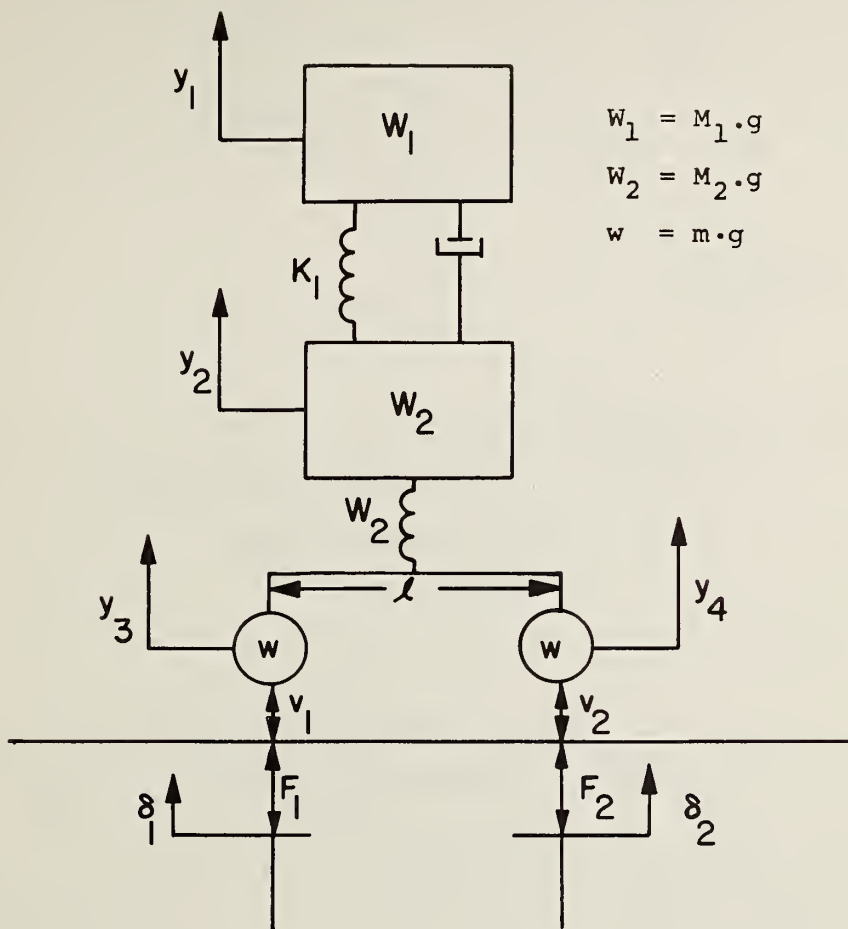 y₁
W₁
W₁ = M₁·g
W₂ = M₂·g
w = m·g
K₁
y₂
W₂
W₂
y₃
l
y₄
w
w
v₁
v₂
δ₁
F₁
F₂
δ₂